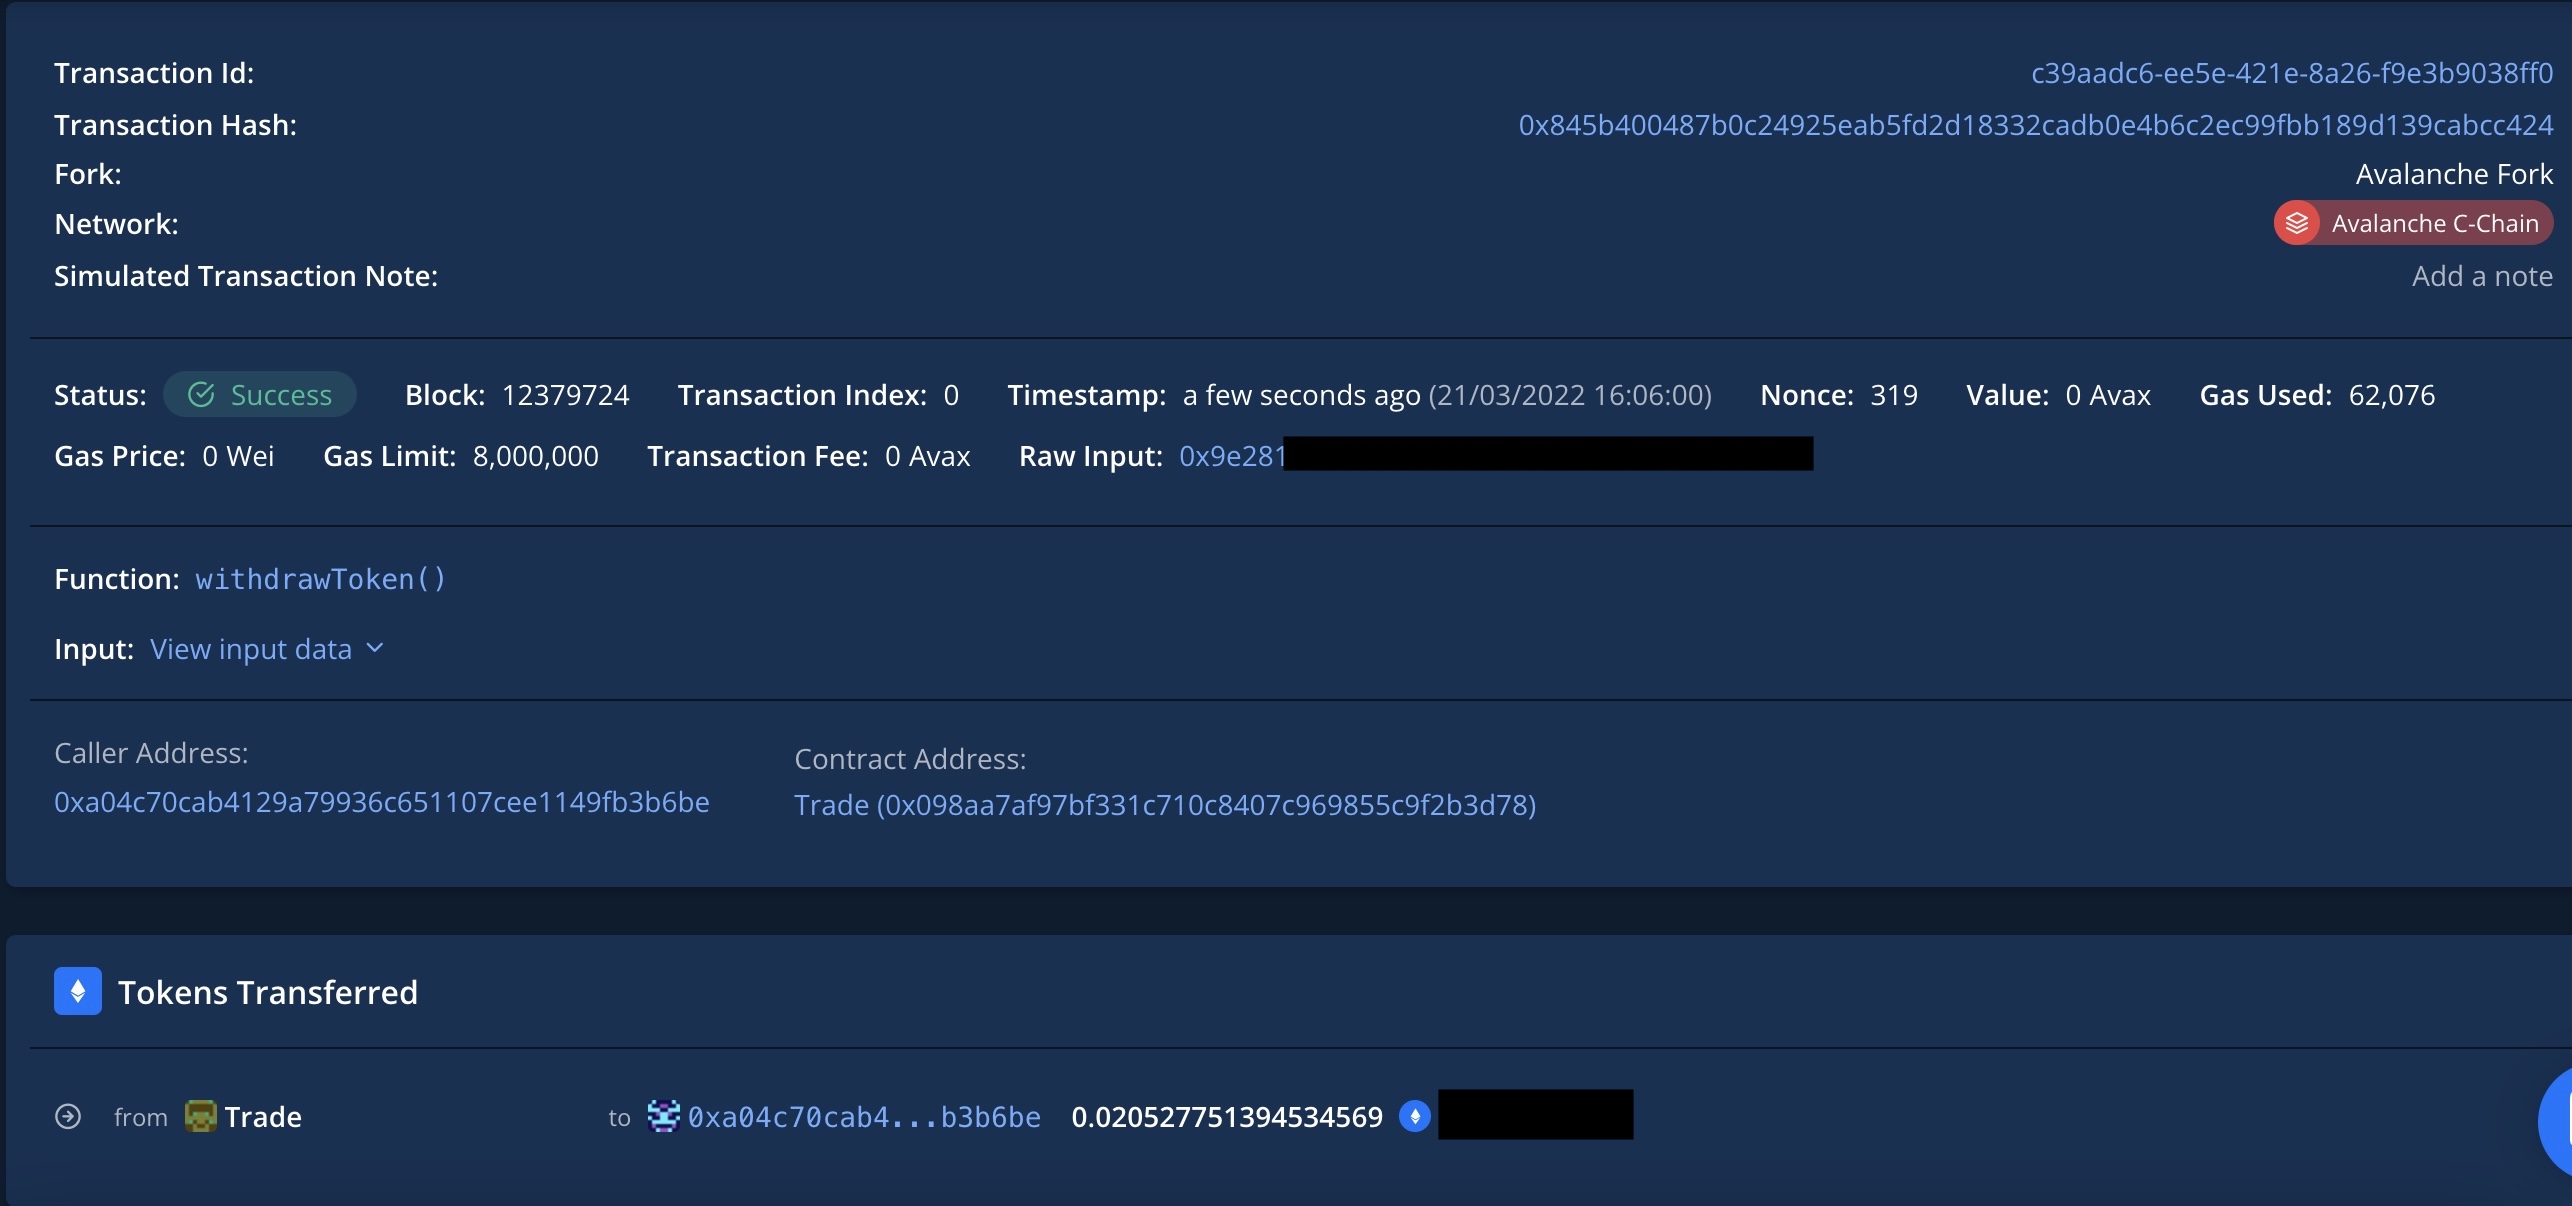 Transaction Id: c39aadc6-ee5e-421e-8a26-f9e3b9038ff0
Transaction Hash: 0x845b400487b0c24925eab5fd2d18332cadb0e4b6c2ec99fbb189d139cabcc424
Fork: Avalanche Fork
Network: Avalanche C-Chain
Simulated Transaction Note: Add a note
Status: Success Block: 12379724 Transaction Index: 0 Timestamp: a few seconds ago (21/03/2022 16:06:00) Nonce: 319 Value: 0 Avax Gas Used: 62,076
Gas Price: 0 Wei Gas Limit: 8,000,000 Transaction Fee: 0 Avax Raw Input: 0x9e281
Function: withdrawToken()
Input: View input data
Caller Address: Contract Address:
0xa04c70cab4129a79936c651107cee1149fb3b6be Trade (0x098aa7af97bf331c710c8407c969855c9f2b3d78)
Tokens Transferred
from Trade to 0xa04c70cab4...b3b6be 0.020527751394534569